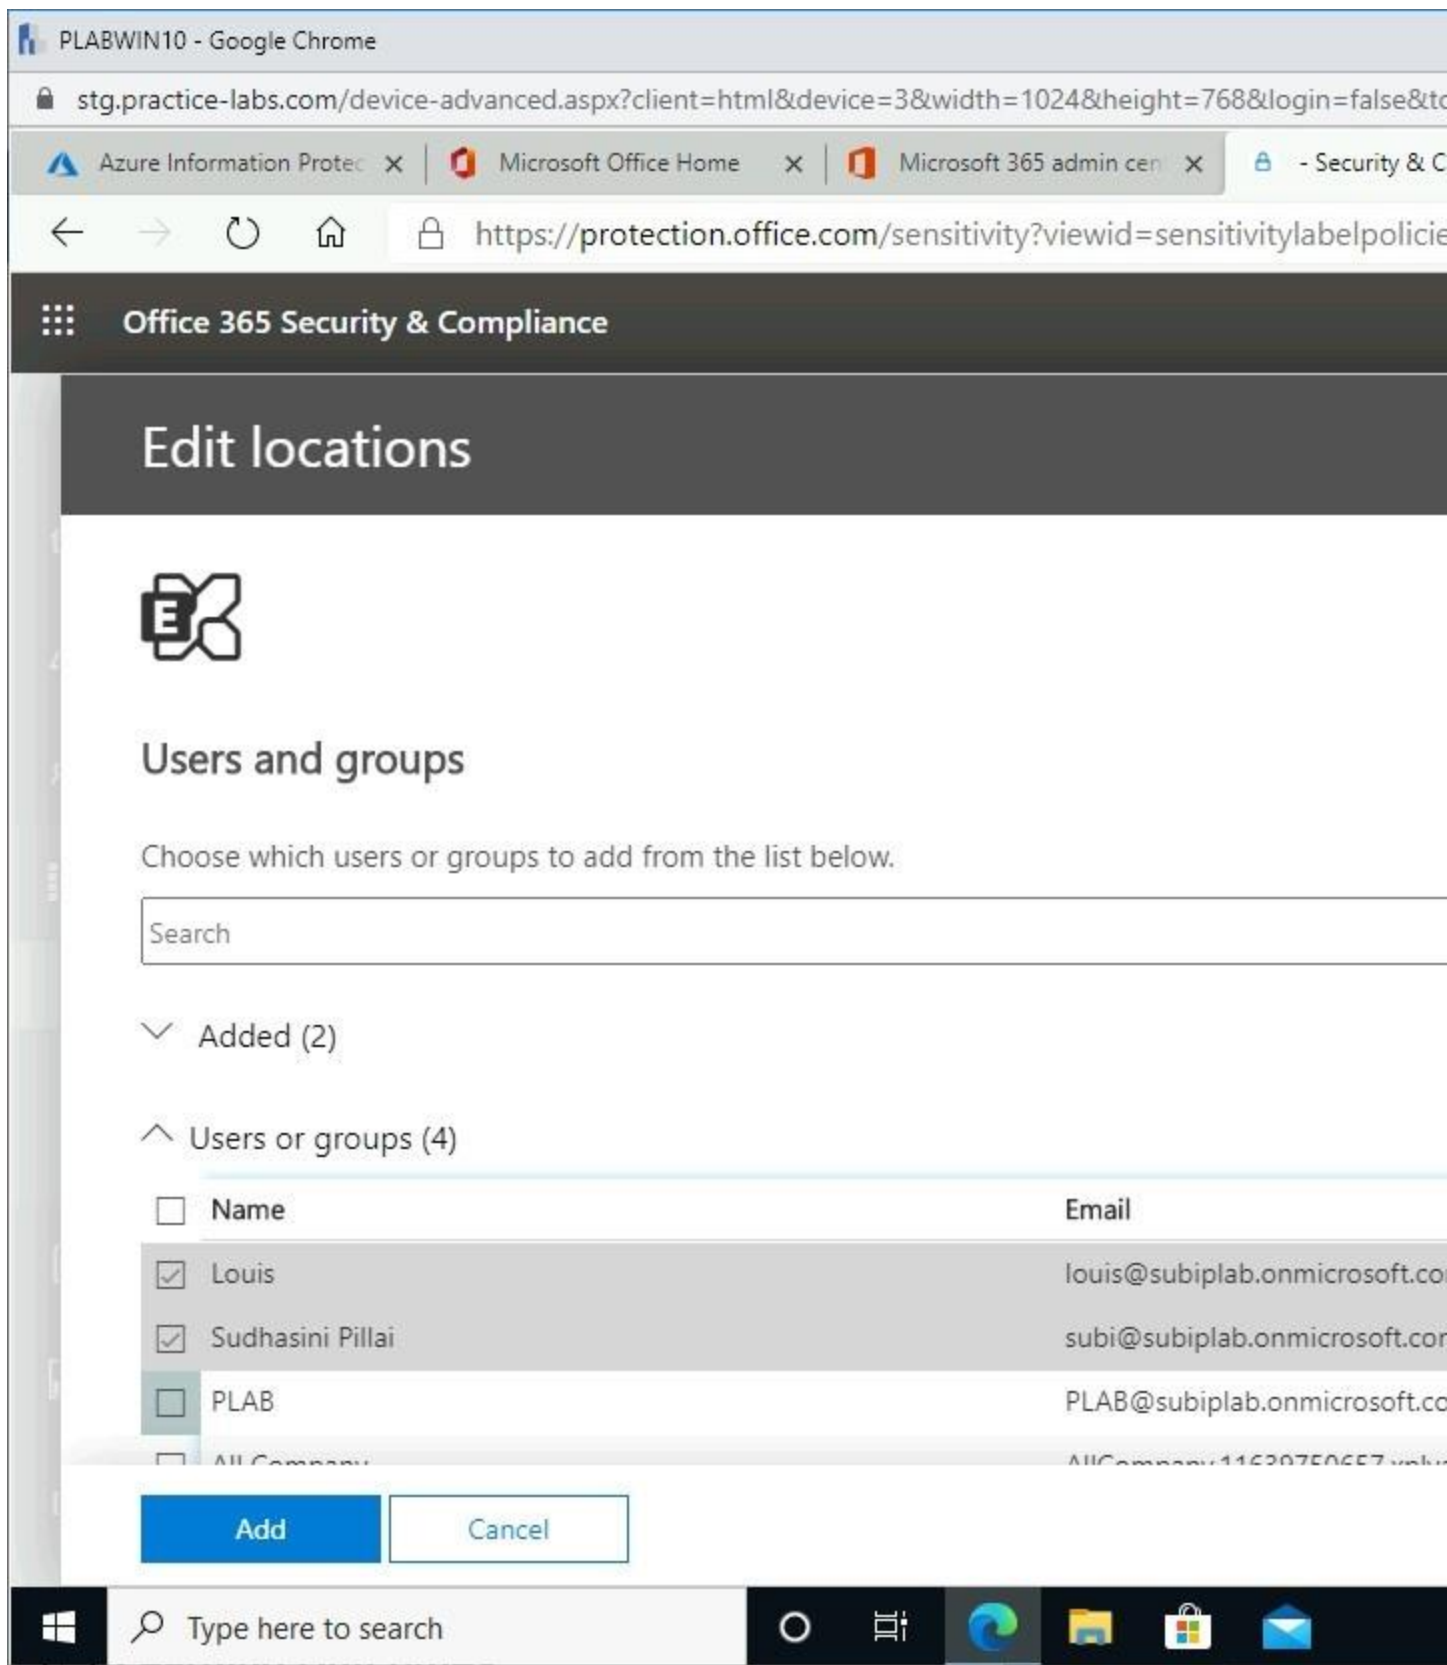 PLABWIN10 - Google Chrome
stg.practice-labs.com/device-advanced.aspx?client=html&device=3&width=1024&height=768&login=false&to
Azure Information Protec
Microsoft Office Home
Microsoft 365 admin cen
- Security & C
https://protection.office.com/sensitivity?viewid=sensitivitylabelpolicie
Office 365 Security & Compliance
Edit locations
E
Users and groups
Choose which users or groups to add from the list below.
Search
Added (2)
Users or groups (4)
Name Email
Louis louis@subiplab.onmicrosoft.co
Sudhasini Pillai subi@subiplab.onmicrosoft.co
PLAB PLAB@subiplab.onmicrosoft.co
All Company
Add Cancel
Type here to search